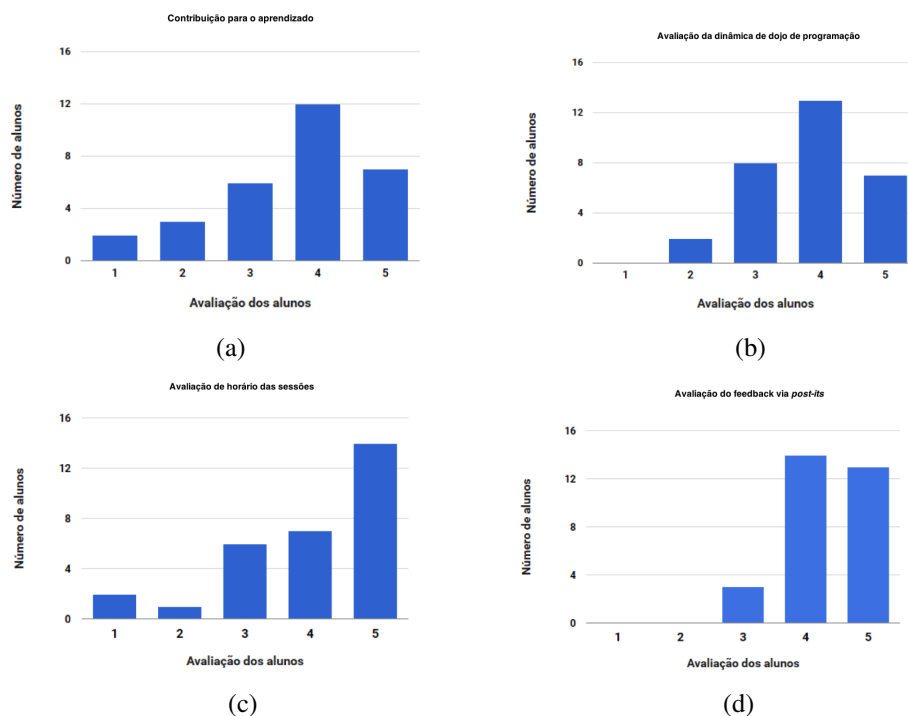 Contribuição para o aprendizado
16
12
8
4
0
Número de alunos
1 2 3 4 5
Avaliação dos alunos
(a)
Avaliação da dinâmica de dojo de programação
16
12
8
4
0
Número de alunos
1 2 3 4 5
Avaliação dos alunos
(b)
Avaliação de horário das sessões
16
12
8
4
0
Número de alunos
1 2 3 4 5
Avaliação dos alunos
(c)
Avaliação do feedback via post-its
16
12
8
4
0
Número de alunos
1 2 3 4 5
Avaliação dos alunos
(d)